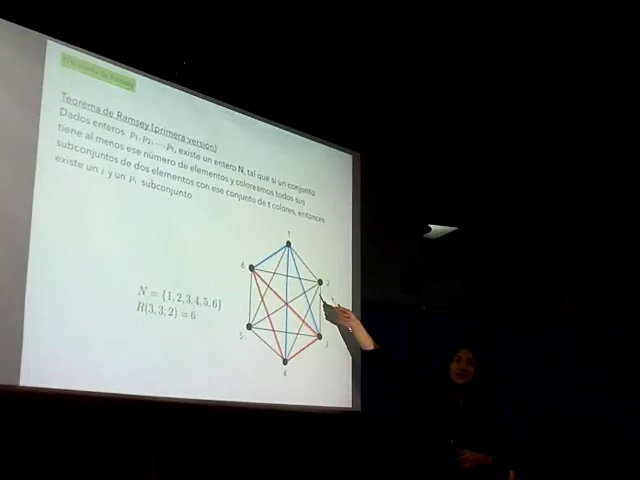 Teorema de Ramsey (primera versión)
Dados enteros p₁, p₂, ..., pₜ, existe un entero N, tal que si un conjunto
tiene al menos ese número de elementos y coloreamos todos sus
subconjuntos de dos elementos con ese conjunto de t colores, entonces
existe un i y un pᵢ subconjunto
1
6
2
N = {1, 2, 3, 4, 5, 6}
R(3, 3; 2) = 6
5
3
4